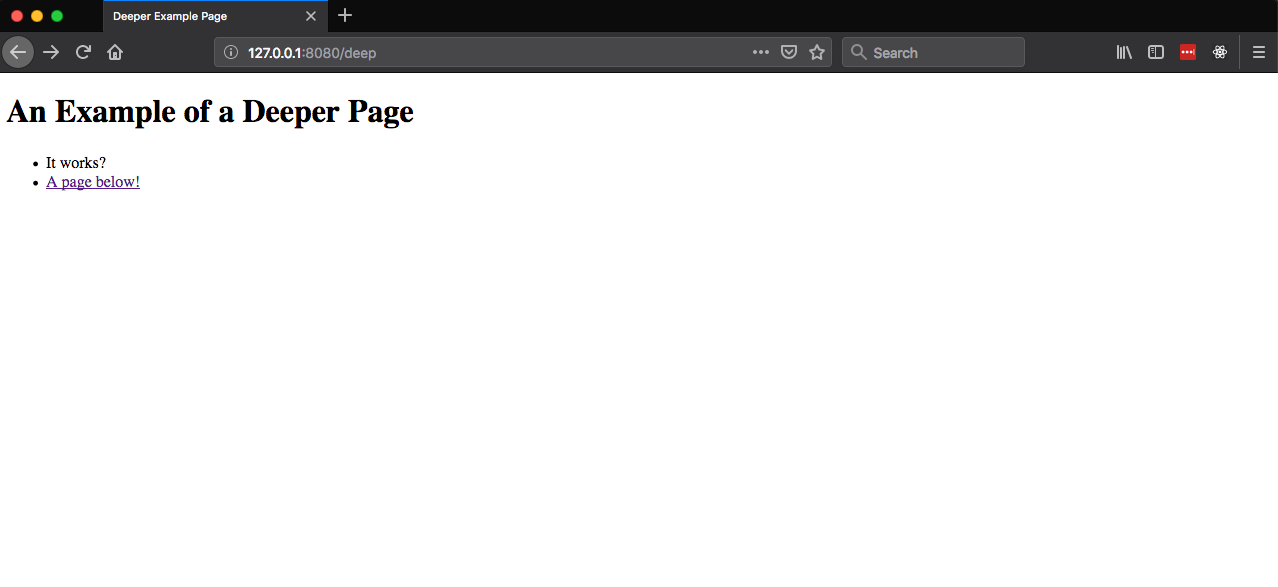 Deeper Example Page
127.0.0.1:8080/deep
Search
An Example of a Deeper Page
It works?
A page below!